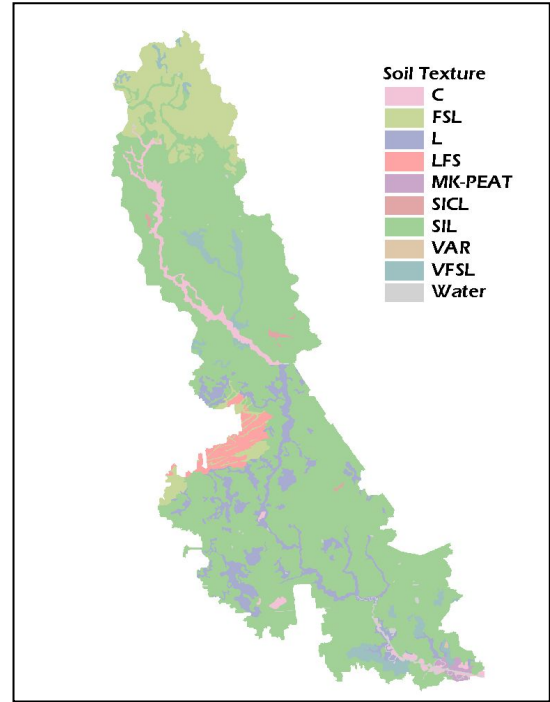 Soil Texture
C
FSL
L
LFS
MK-PEAT
SICL
SIL
VAR
VFSL
Water